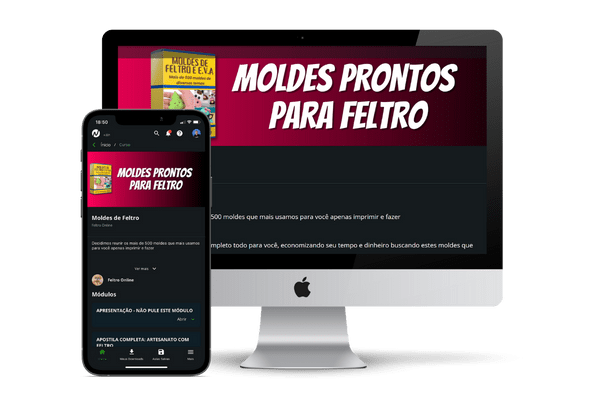 MOLDES DE
FELTRO E E.V.A
Mais de 500 moldes de
diversos temas
MOLDES PRONTOS
PARA FELTRO
500 moldes que mais usamos para você apenas imprimir e fazer
mpleto todo para você, economizando seu tempo e dinheiro buscando estes moldes que
18:50
Início / Curso
MOLDES PRONTOS
PARA FELTRO
Moldes de Feltro
Feltro Online
Decidimos reunir os mais de 500 moldes que mais usamos
para você apenas imprimir e fazer
Ver mais
Feltro Online
Módulos
APRESENTAÇÃO - NÃO PULE ESTE MÓDULO
Abrir
APOSTILA COMPLETA: ARTESANATO COM
FELTRO